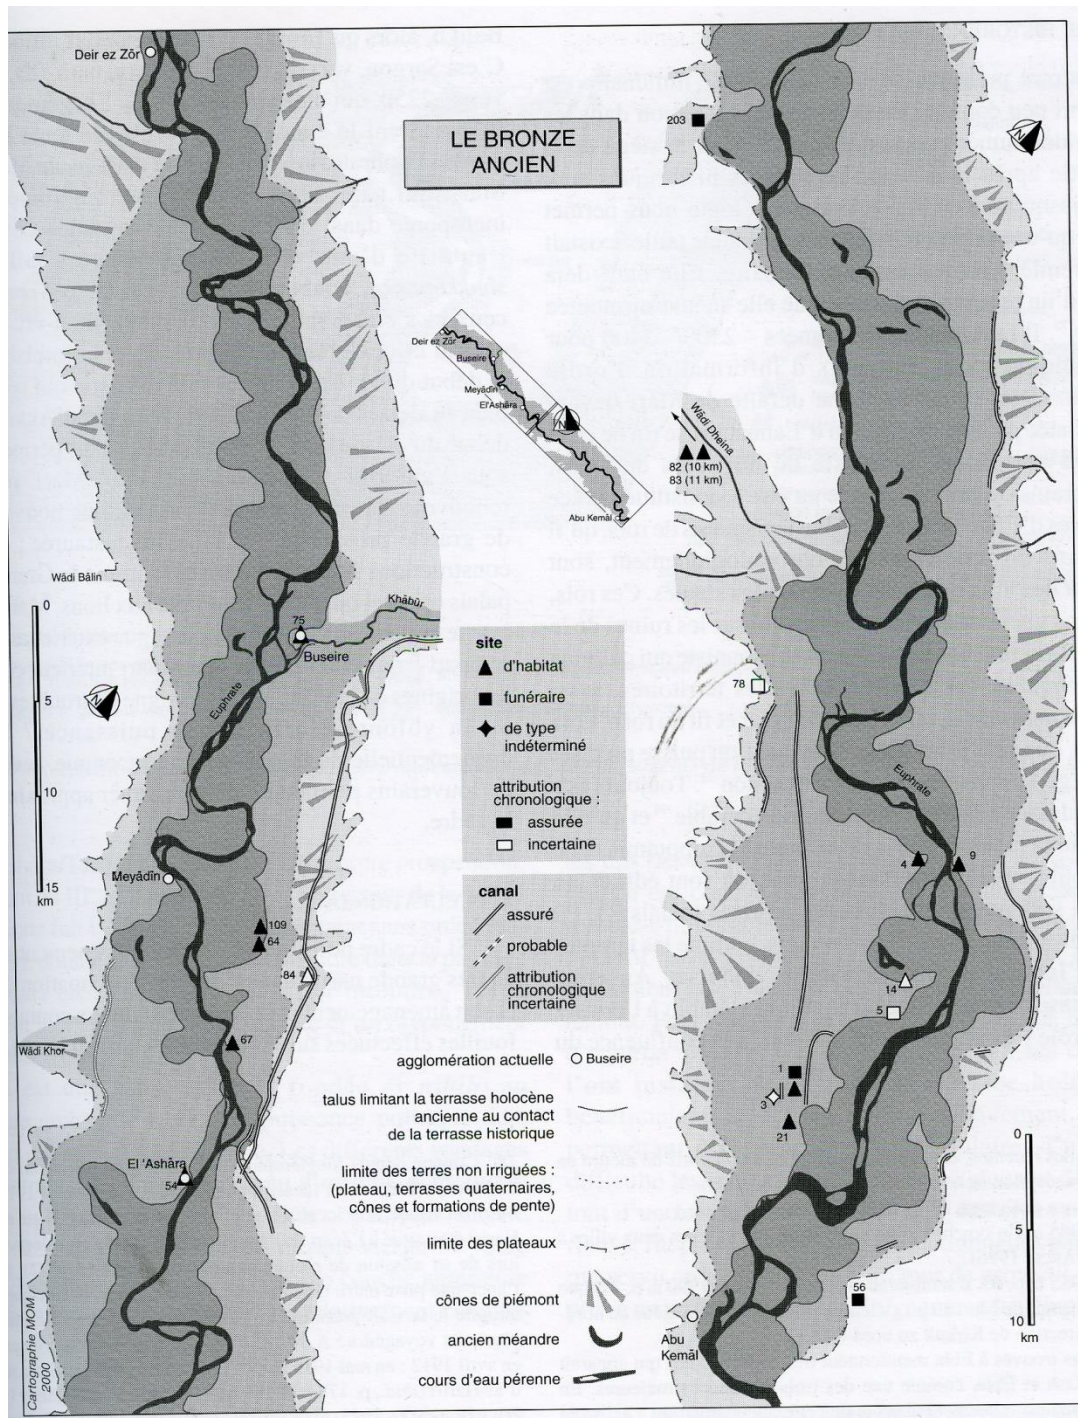 Deir ez Zôr
LE BRONZE
ANCIEN
203
N
Deir ez Zôr
Buseire
Meyâdîn
El'Ashâra
N
Abu Kemâl
Wādi Dheina
82 (10 km)
83 (11 km)
Wādi Bâlin
0
5
10
15
km
N
75
Khābūr
Buseire
Euphrate
Meyâdîn
109
64
84
67
Wâdi Khor
El 'Ashâra
54
site
d'habitat
funéraire
de type
indéterminé
attribution
chronologique :
assurée
incertaine
canal
assuré
probable
attribution
chronologique
incertaine
agglomération actuelle
Buseire
talus limitant la terrasse holocène
ancienne au contact
de la terrasse historique
limite des terres non irriguées :
(plateau, terrasses quaternaires,
cônes et formations de pente)
limite des plateaux
cônes de piémont
ancien méandre
cours d'eau pérenne
78
Euphrate
4
9
14
5
1
3
21
56
Abu
Kemâl
0
5
10
km
Cartographie MOM
2000